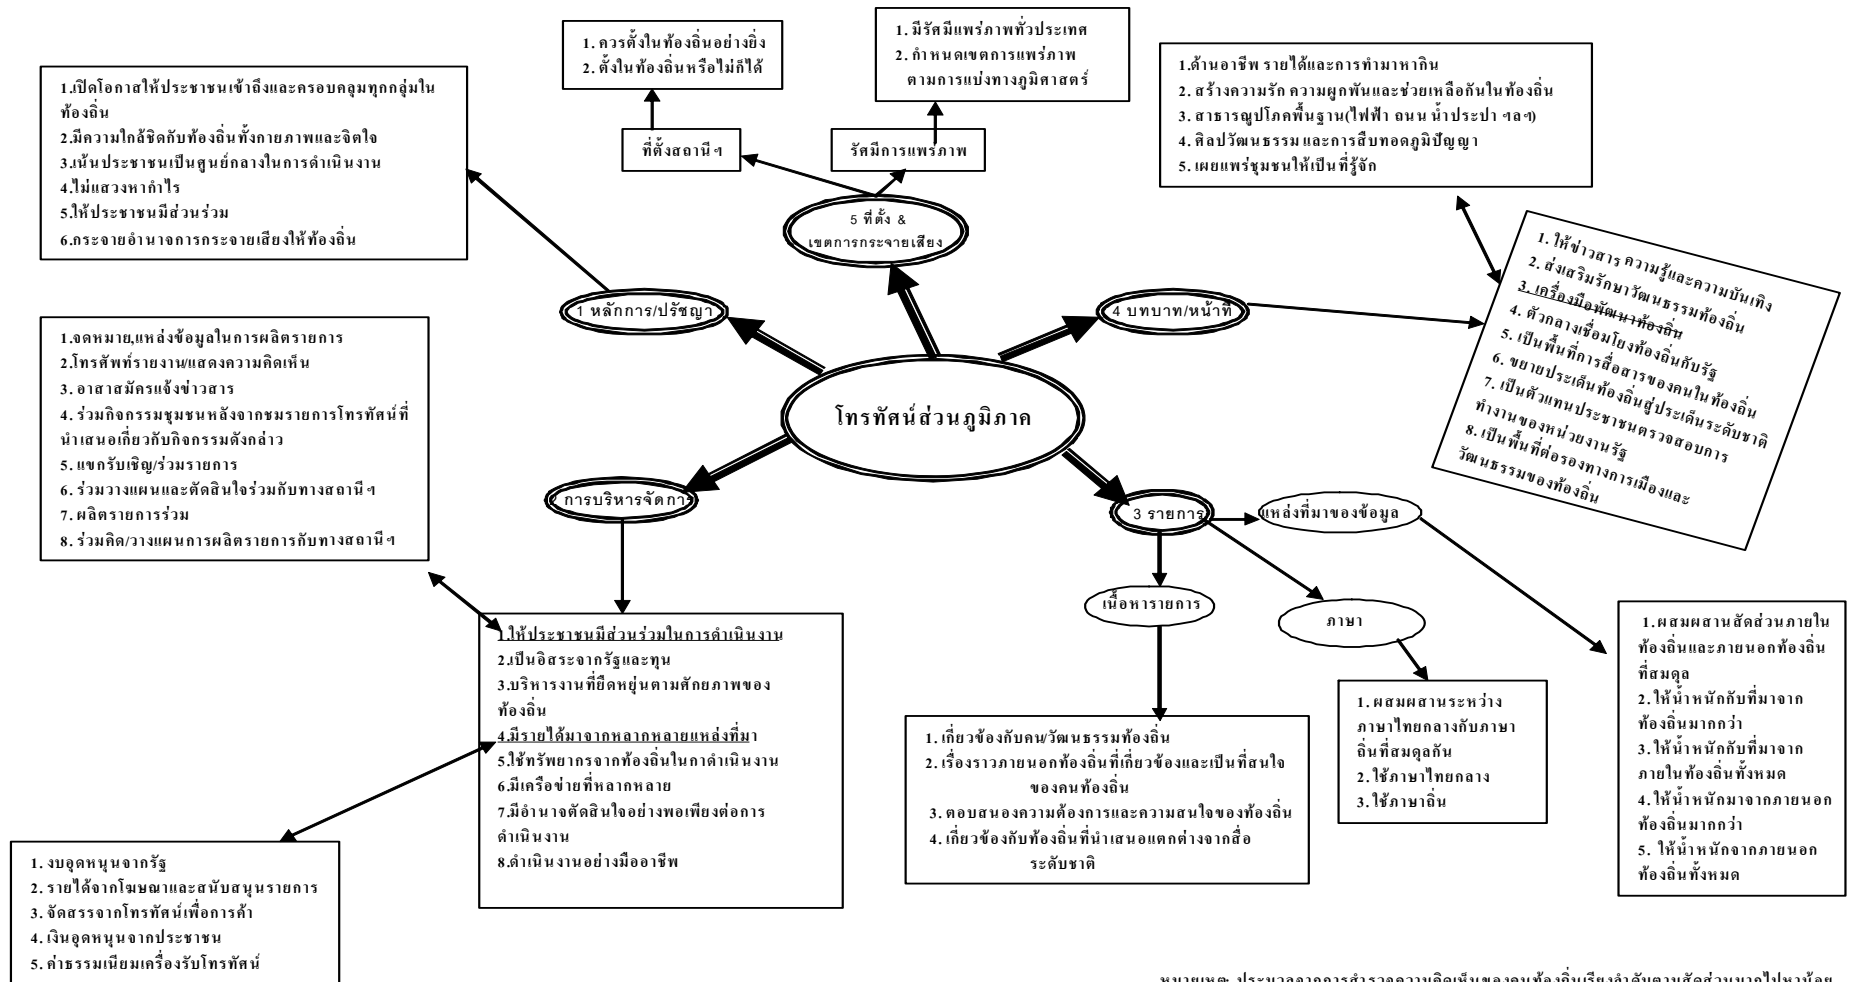 1. ควรตั้งในท้องถิ่นอย่างยิ่ง
2. ตั้งในท้องถิ่นหรือไม่ก็ได้
1. มีรัศมีแพร่ภาพทั่วประเทศ
2. กำหนดเขตการแพร่ภาพ
ตามการแบ่งทางภูมิศาสตร์
ที่ตั้งสถานีฯ
รัศมีการแพร่ภาพ
5 ที่ตั้ง &
เขตการกระจายเสียง
1.เปิดโอกาสให้ประชาชนเข้าถึงและครอบคลุมทุกกลุ่มใน
ท้องถิ่น
2.มีความใกล้ชิดกับท้องถิ่นทั้งกายภาพและจิตใจ
3.เน้นประชาชนเป็นศูนย์กลางในการดำเนินงาน
4.ไม่แสวงหากำไร
5.ให้ประชาชนมีส่วนร่วม
6.กระจายอำนาจการกระจายเสียงให้ท้องถิ่น
1 หลักการ/ปรัชญา
1.ด้านอาชีพ รายได้และการทำมาหากิน
2. สร้างความรัก ความผูกพันและช่วยเหลือกันในท้องถิ่น
3. สาธารณูปโภคพื้นฐาน(ไฟฟ้า ถนน น้ำประปา ฯลฯ)
4. ศิลปวัฒนธรรม และการสืบทอดภูมิปัญญา
5. เผยแพร่ชุมชนให้เป็นที่รู้จัก
4 บทบาท/หน้าที่
1. ให้ข่าวสาร ความรู้และความบันเทิง
2. ส่งเสริมรักษาวัฒนธรรมท้องถิ่น
3. เครื่องมือพัฒนาท้องถิ่น
4. ตัวกลางเชื่อมโยงท้องถิ่นกับรัฐ
5. เป็นพื้นที่การสื่อสารของคนในท้องถิ่น
6. ขยายประเด็นท้องถิ่นสู่ประเด็นระดับชาติ
7. เป็นตัวแทนประชาชนตรวจสอบการ
ทำงานของหน่วยงานรัฐ
8. เป็นพื้นที่ต่อรองทางการเมืองและ
วัฒนธรรมของท้องถิ่น
โทรทัศน์ส่วนภูมิภาค
1.จดหมาย,แหล่งข้อมูลในการผลิตรายการ
2.โทรศัพท์รายงาน/แสดงความคิดเห็น
3. อาสาสมัครแจ้งข่าวสาร
4. ร่วมกิจกรรมชุมชนหลังจากชมรายการโทรทัศน์ที่
นำเสนอเกี่ยวกับกิจกรรมดังกล่าว
5. แขกรับเชิญ/ร่วมรายการ
6. ร่วมวางแผนและตัดสินใจร่วมกับทางสถานีฯ
7. ผลิตรายการร่วม
8. ร่วมคิด/วางแผนการผลิตรายการกับทางสถานีฯ
2 การบริหารจัดการ
1.ให้ประชาชนมีส่วนร่วมในการดำเนินงาน
2.เป็นอิสระจากรัฐและทุน
3.บริหารงานที่ยืดหยุ่นตามศักยภาพของ
ท้องถิ่น
4.มีรายได้มาจากหลากหลายแหล่งที่มา
5.ใช้ทรัพยากรจากท้องถิ่นในกาดำเนินงาน
6.มีเครือข่ายที่หลากหลาย
7.มีอำนาจตัดสินใจอย่างพอเพียงต่อการ
ดำเนินงาน
8.ดำเนินงานอย่างมืออาชีพ
1. งบอุดหนุนจากรัฐ
2. รายได้จากโฆษณาและสนับสนุนรายการ
3. จัดสรรจากโทรทัศน์เพื่อการค้า
4. เงินอุดหนุนจากประชาชน
5. ค่าธรรมเนียมเครื่องรับโทรทัศน์
3 รายการ
แหล่งที่มาของข้อมูล
เนื้อหารายการ
ภาษา
1. เกี่ยวข้องกับคน/วัฒนธรรมท้องถิ่น
2. เรื่องราวภายนอกท้องถิ่นที่เกี่ยวข้องและเป็นที่สนใจ
ของคนท้องถิ่น
3. ตอบสนองความต้องการและความสนใจของท้องถิ่น
4. เกี่ยวข้องกับท้องถิ่นที่นำเสนอแตกต่างจากสื่อ
ระดับชาติ
1. ผสมผสานระหว่าง
ภาษาไทยกลางกับภาษา
ถิ่นที่สมดุลกัน
2. ใช้ภาษาไทยกลาง
3. ใช้ภาษาถิ่น
1. ผสมผสานสัดส่วนภายใน
ท้องถิ่นและภายนอกท้องถิ่น
ที่สมดุล
2. ให้น้ำหนักกับที่มาจาก
ท้องถิ่นมากกว่า
3. ให้น้ำหนักกับที่มาจาก
ภายในท้องถิ่นทั้งหมด
4. ให้น้ำหนักมาจากภายนอก
ท้องถิ่นมากกว่า
5. ให้น้ำหนักจากภายนอก
ท้องถิ่นทั้งหมด
หมายเหตุ: ประมวลจากการสำรวจความคิดเห็นของคนท้องถิ่นเรียงลำดับตามสัดส่วนมากไปหาน้อย